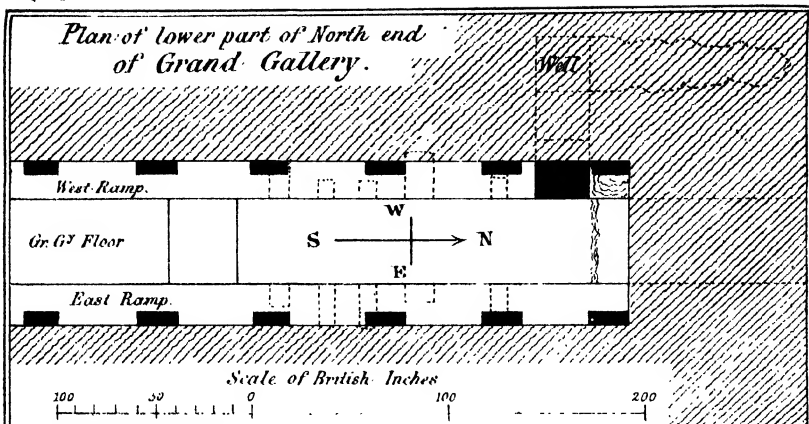 Plan of lower part of North end
of Grand Gallery.
Well
West Ramp.
W
Gr. Gy Floor
S
N
E
East Ramp.
Scale of British Inches
100
50
0
100
200